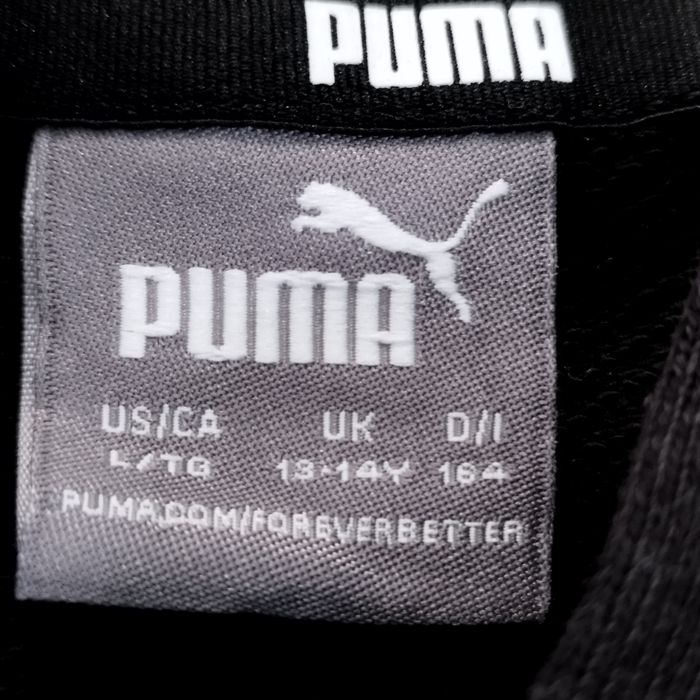 PUMA
PUMA
US/CA UK D/I
L/TG 13-14Y 164
PUMA.COM/FOREVERBETTER